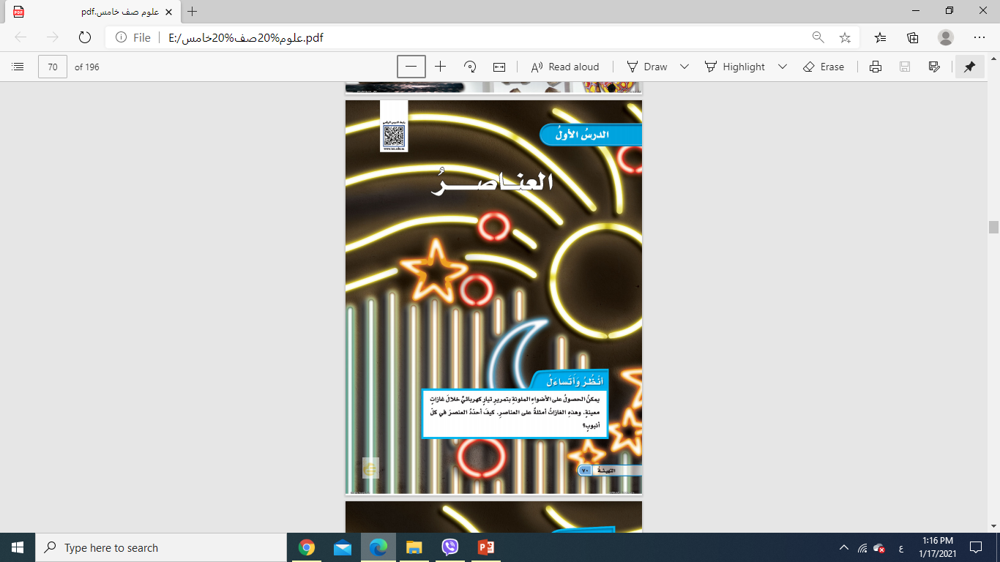 علوم صف خامس.pdf
File
E:/علوم%20صف%20خامس.pdf
70 of 196
Read aloud
Draw
Highlight
Erase
رابط الدرس الرقمي
www.ien.edu.sa
الدرسُ الأولُ
العناصرُ
أنْظُرُ وَأَتَساءَلُ
يمكنُ الحصولُ على الأضواءِ الملونةِ بتمريرِ تيارٍ كهربائيٍّ خلالَ غازاتٍ
معينةٍ. وهذهِ الغازاتُ أمثلةٌ على العناصرِ. كيفَ أحدّدُ العنصرَ في كلِّ
أنبوبٍ؟
التهيئةُ
٧٠
Type here to search
ع
1:16 PM
1/17/2021